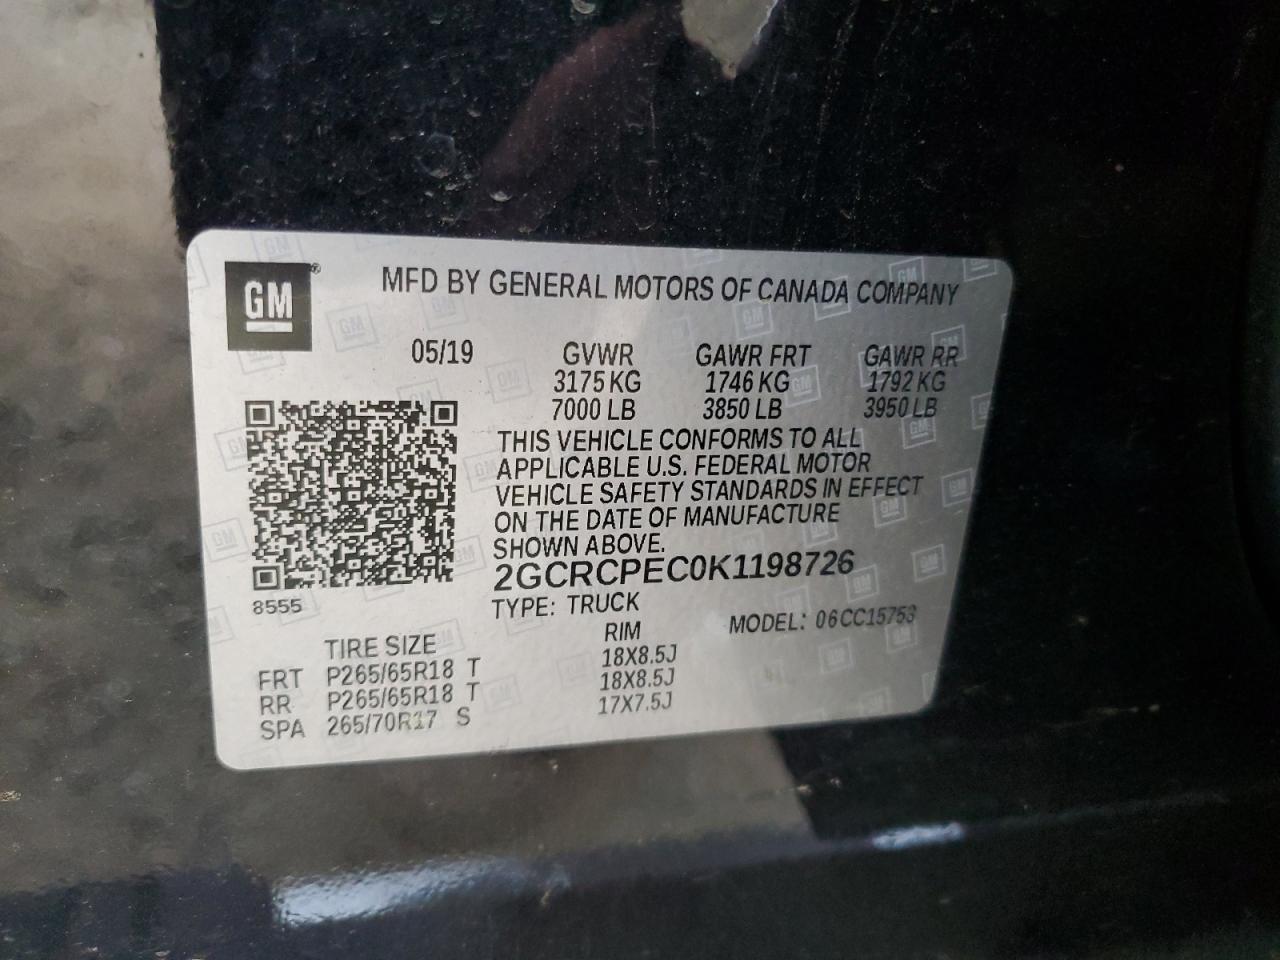 GM
MFD BY GENERAL MOTORS OF CANADA COMPANY
05/19 GVWR GAWR FRT GAWR RR
3175 KG 1746 KG 1792 KG
7000 LB 3850 LB 3950 LB
THIS VEHICLE CONFORMS TO ALL
APPLICABLE U.S. FEDERAL MOTOR
VEHICLE SAFETY STANDARDS IN EFFECT
ON THE DATE OF MANUFACTURE
SHOWN ABOVE.
2GCRCPEC0K1198726
8555 TYPE: TRUCK MODEL: 06CC15753
TIRE SIZE RIM
FRT P265/65R18 T 18X8.5J
RR P265/65R18 T 18X8.5J
SPA 265/70R17 S 17X7.5J